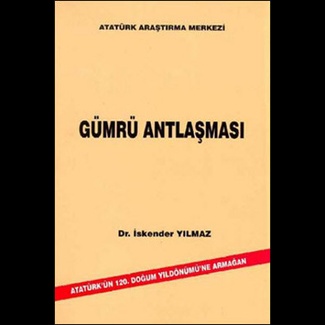 ATATÜRK ARAŞTIRMA MERKEZİ
GÜMRÜ ANTLAŞMASI
Dr. İskender YILMAZ
ATATÜRK'ÜN 120. DOĞUM YILDÖNÜMÜ'NE ARMAĞAN